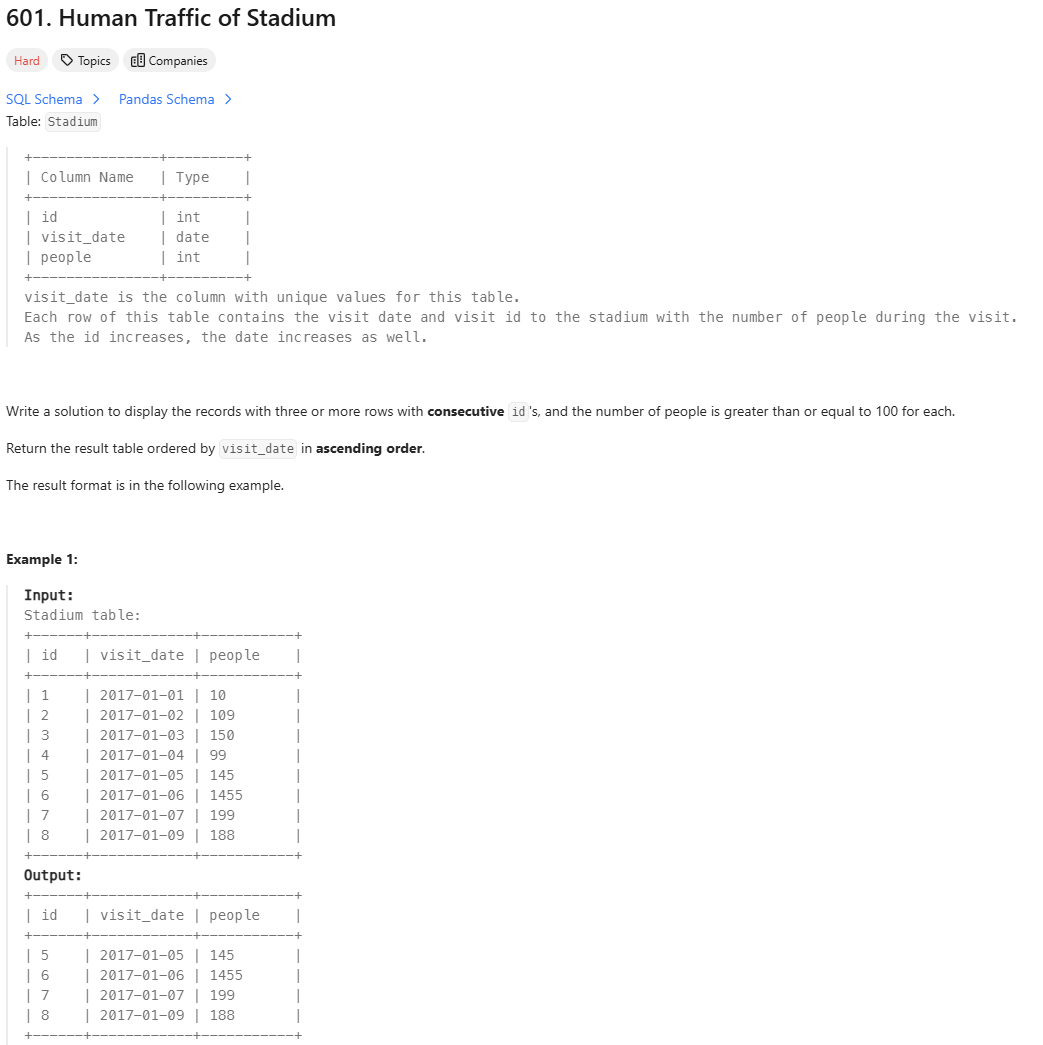 601. Human Traffic of Stadium
Hard Topics Companies
SQL Schema > Pandas Schema >
Table: Stadium
+---------------+---------+
| Column Name   | Type    |
+---------------+---------+
| id            | int     |
| visit_date    | date    |
| people        | int     |
+---------------+---------+
visit_date is the column with unique values for this table.
Each row of this table contains the visit date and visit id to the stadium with the number of people during the visit.
As the id increases, the date increases as well.
Write a solution to display the records with three or more rows with consecutive id's, and the number of people is greater than or equal to 100 for each.
Return the result table ordered by visit_date in ascending order.
The result format is in the following example.
Example 1:
Input:
Stadium table:
+------+------------+-----------+
| id   | visit_date | people    |
+------+------------+-----------+
| 1    | 2017-01-01 | 10        |
| 2    | 2017-01-02 | 109       |
| 3    | 2017-01-03 | 150       |
| 4    | 2017-01-04 | 99        |
| 5    | 2017-01-05 | 145       |
| 6    | 2017-01-06 | 1455      |
| 7    | 2017-01-07 | 199       |
| 8    | 2017-01-09 | 188       |
+------+------------+-----------+
Output:
+------+------------+-----------+
| id   | visit_date | people    |
+------+------------+-----------+
| 5    | 2017-01-05 | 145       |
| 6    | 2017-01-06 | 1455      |
| 7    | 2017-01-07 | 199       |
| 8    | 2017-01-09 | 188       |
+------+------------+-----------+